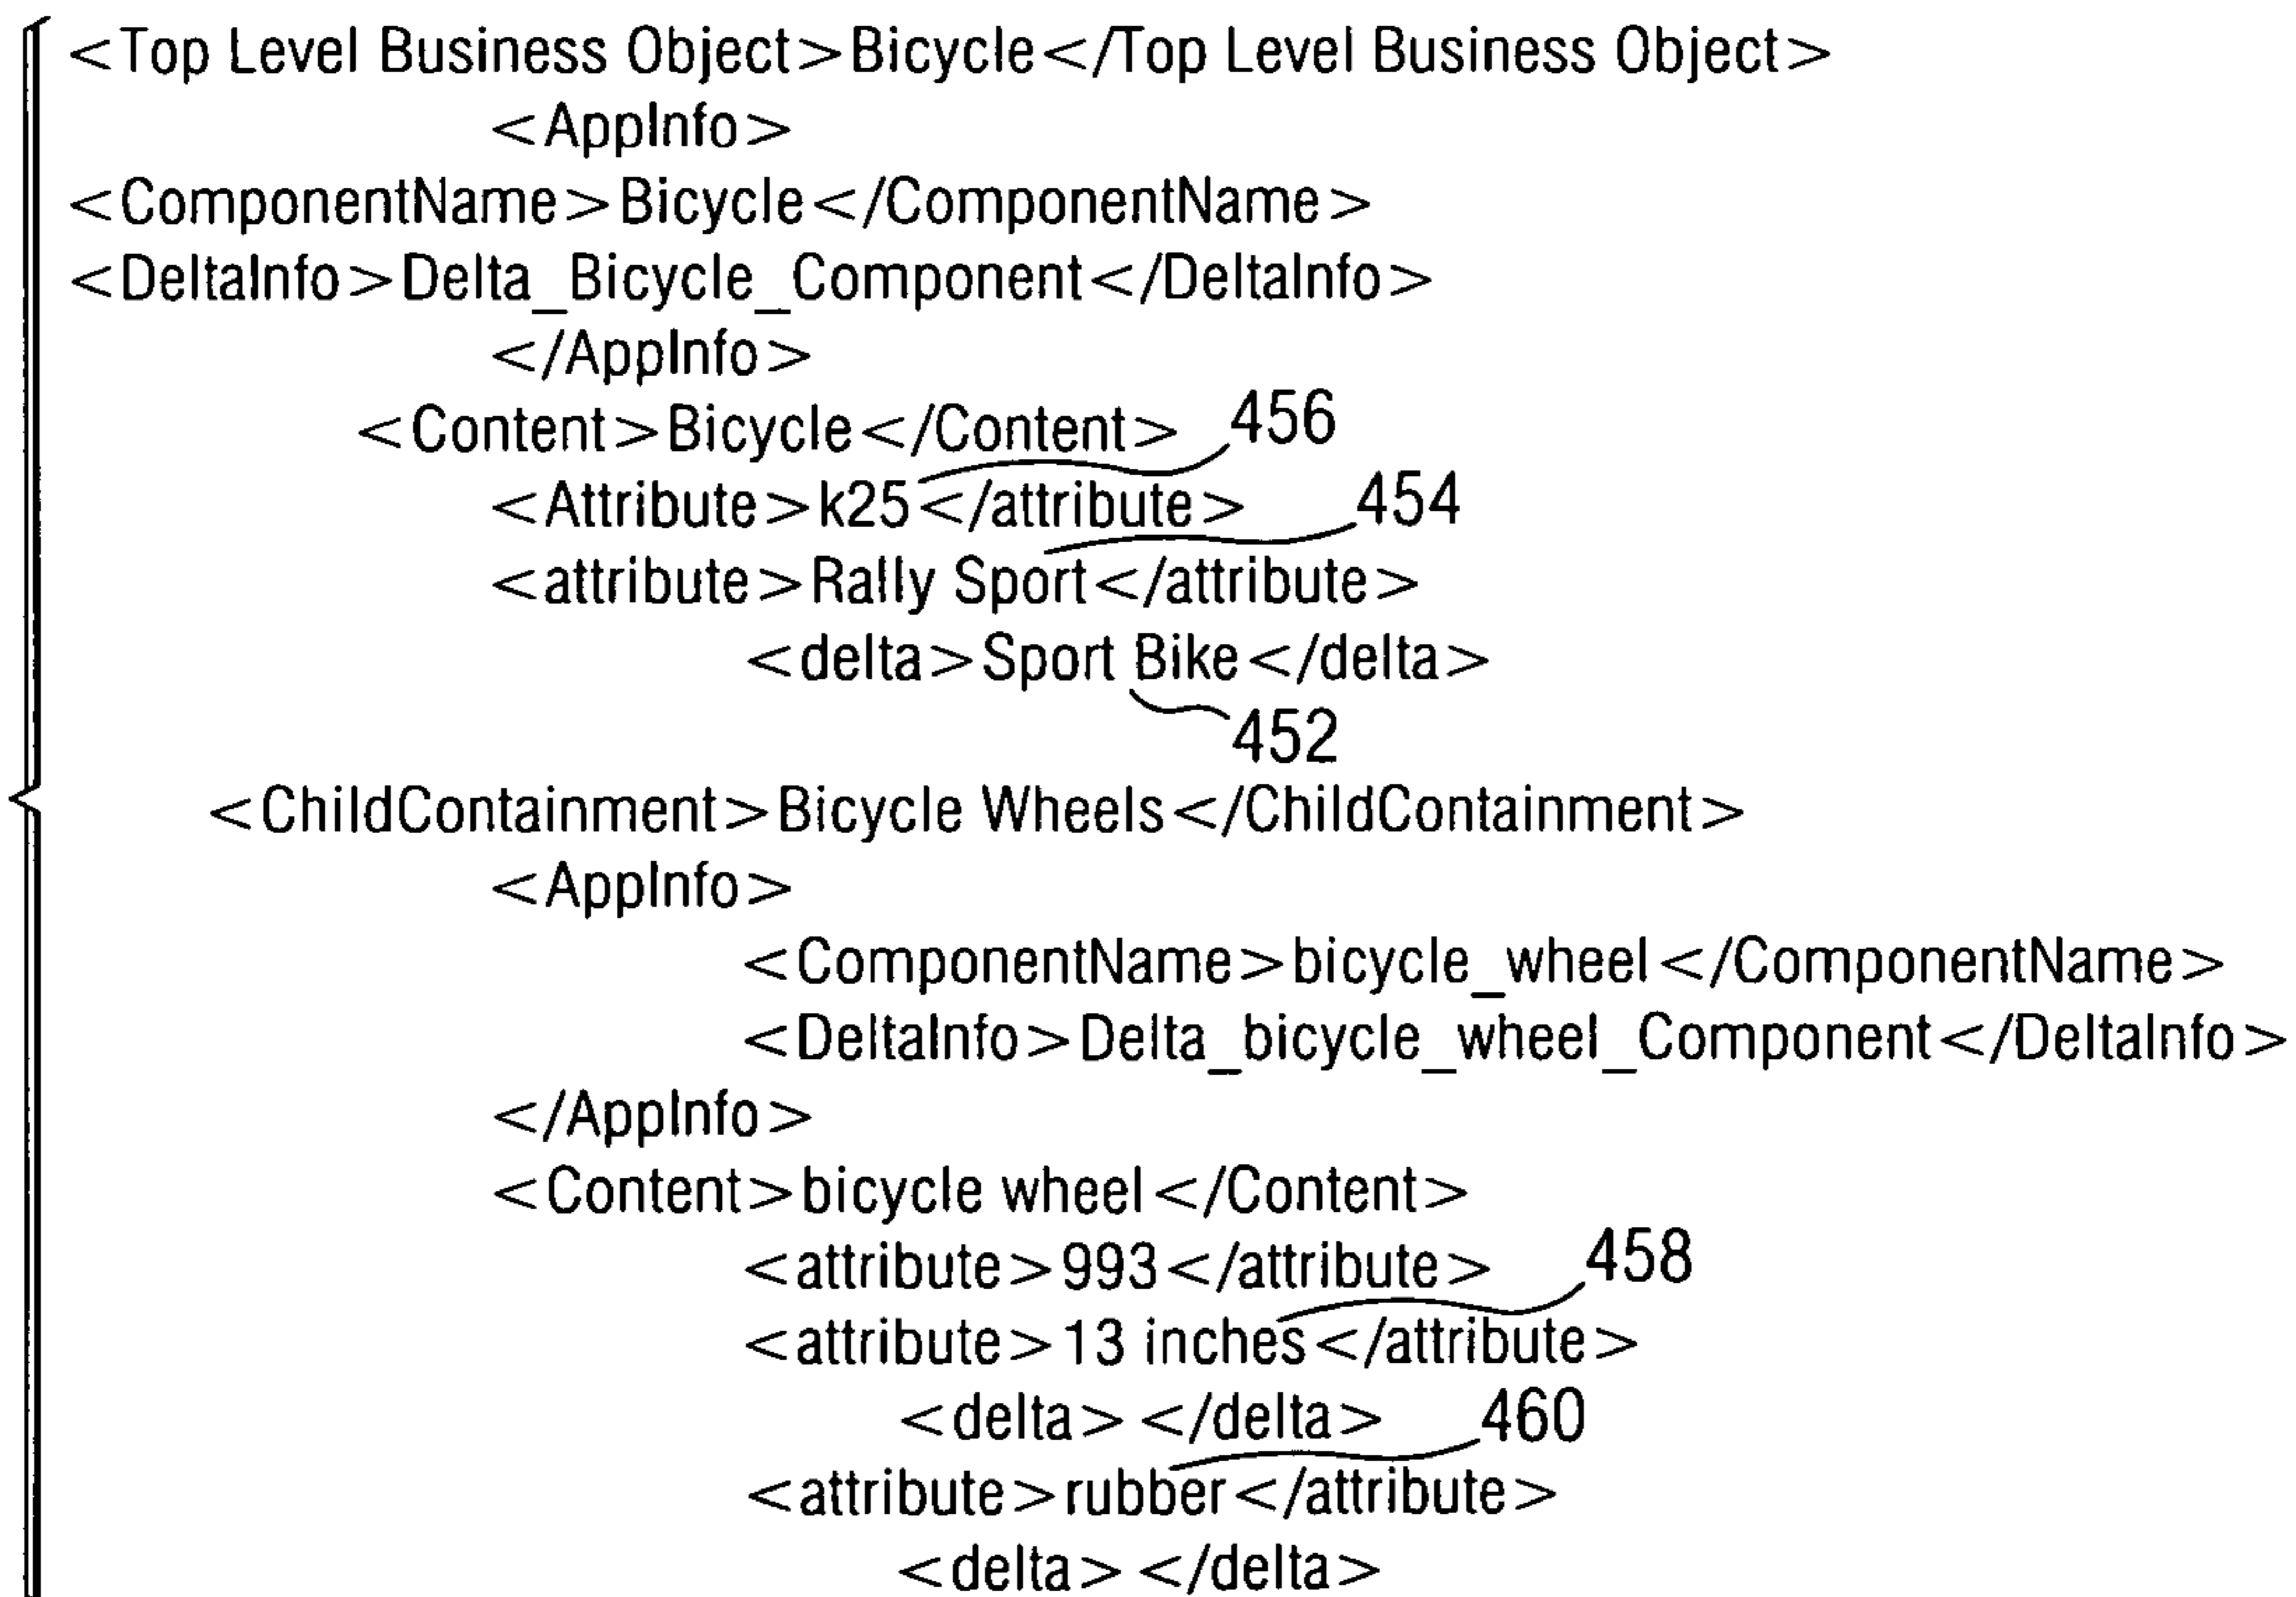 <Top Level Business Object>Bicycle</Top Level Business Object>
<AppInfo>
<ComponentName>Bicycle</ComponentName>
<DeltaInfo>Delta_Bicycle_Component</DeltaInfo>
</AppInfo>
<Content>Bicycle</Content> 456
<Attribute>k25</attribute> 454
<attribute>Rally Sport</attribute>
<delta>Sport Bike</delta>
452
<ChildContainment>Bicycle Wheels</ChildContainment>
<AppInfo>
<ComponentName>bicycle_wheel</ComponentName>
<DeltaInfo>Delta_bicycle_wheel_Component</DeltaInfo>
</AppInfo>
<Content>bicycle wheel</Content>
<attribute>993</attribute> 458
<attribute>13 inches</attribute>
<delta></delta> 460
<attribute>rubber</attribute>
<delta></delta>